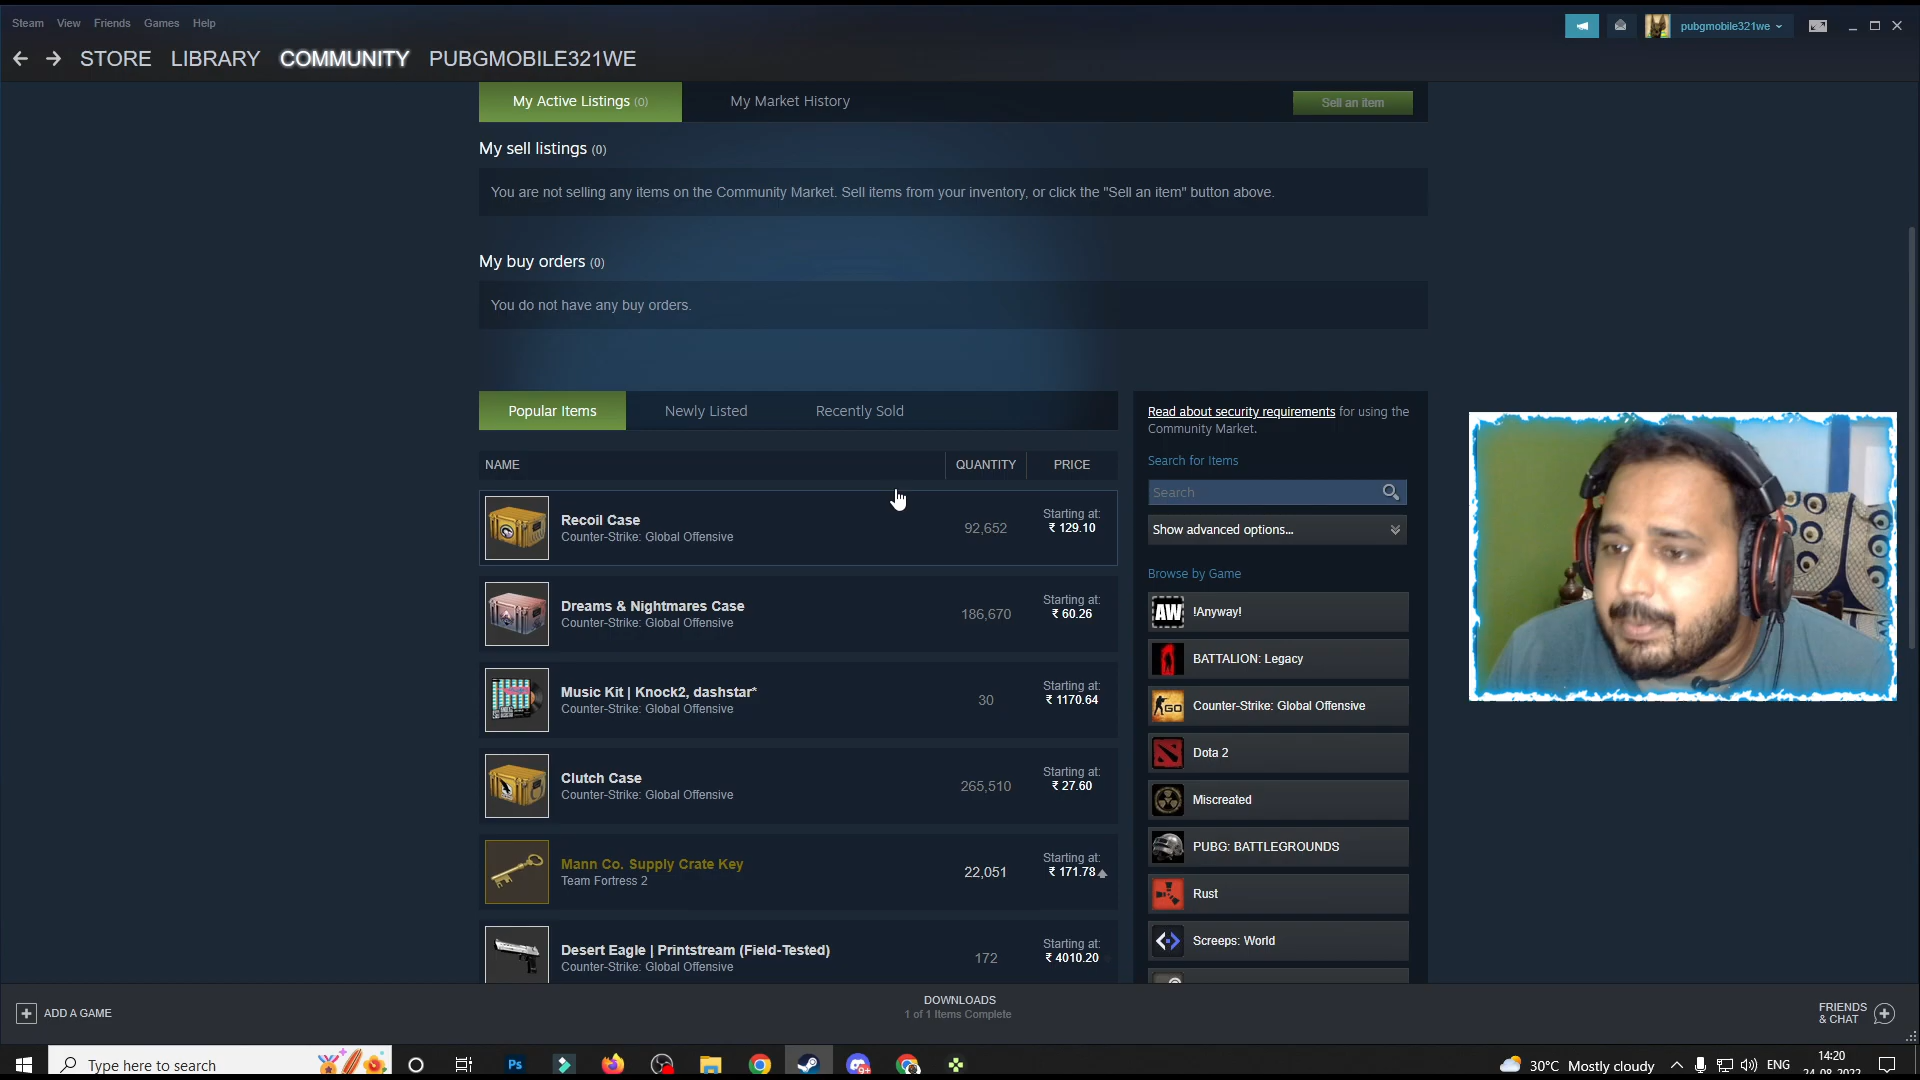 Steam View Friends Games Help
pubgmobile321we
STORE LIBRARY COMMUNITY PUBGMOBILE321WE
My Active Listings (0) My Market History Sell an item
My sell listings (0)
You are not selling any items on the Community Market. Sell items from your inventory, or click the "Sell an item" button above.
My buy orders (0)
You do not have any buy orders.
Popular Items Newly Listed Recently Sold
NAME QUANTITY PRICE
Recoil Case
Counter-Strike: Global Offensive
92,652
Starting at:
₹ 129.10
Dreams & Nightmares Case
Counter-Strike: Global Offensive
186,670
Starting at:
₹ 60.26
Music Kit | Knock2, dashstar*
Counter-Strike: Global Offensive
30
Starting at:
₹ 1170.64
Clutch Case
Counter-Strike: Global Offensive
265,510
Starting at:
₹ 27.60
Mann Co. Supply Crate Key
Team Fortress 2
22,051
Starting at:
₹ 171.78
Desert Eagle | Printstream (Field-Tested)
Counter-Strike: Global Offensive
172
Starting at:
₹ 4010.20
Read about security requirements for using the
Community Market.
Search for Items
Search
Show advanced options...
Browse by Game
AW !Anyway!
BATTALION: Legacy
GO Counter-Strike: Global Offensive
Dota 2
Miscreated
PUBG: BATTLEGROUNDS
Rust
Screeps: World
ADD A GAME
DOWNLOADS
1 of 1 Items Complete
FRIENDS
& CHAT
Type here to search
Ps
9+
30°C Mostly cloudy
ENG
14:20
24-08-2022